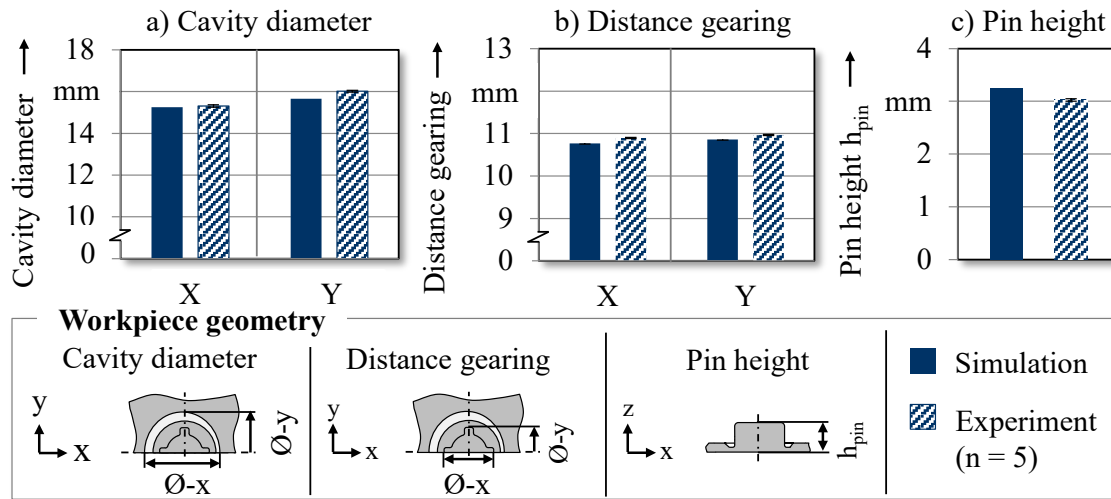 a) Cavity diameter
Cavity diameter
18
mm
14
12
10
0
X
Y
b) Distance gearing
Distance gearing
13
mm
11
10
9
0
X
Y
c) Pin height
Pin height hpin
4
mm
2
1
0
Workpiece geometry
Cavity diameter
y
x
Ø-y
Ø-x
Distance gearing
y
x
Ø-y
Ø-x
Pin height
z
x
hpin
Simulation
Experiment
(n = 5)